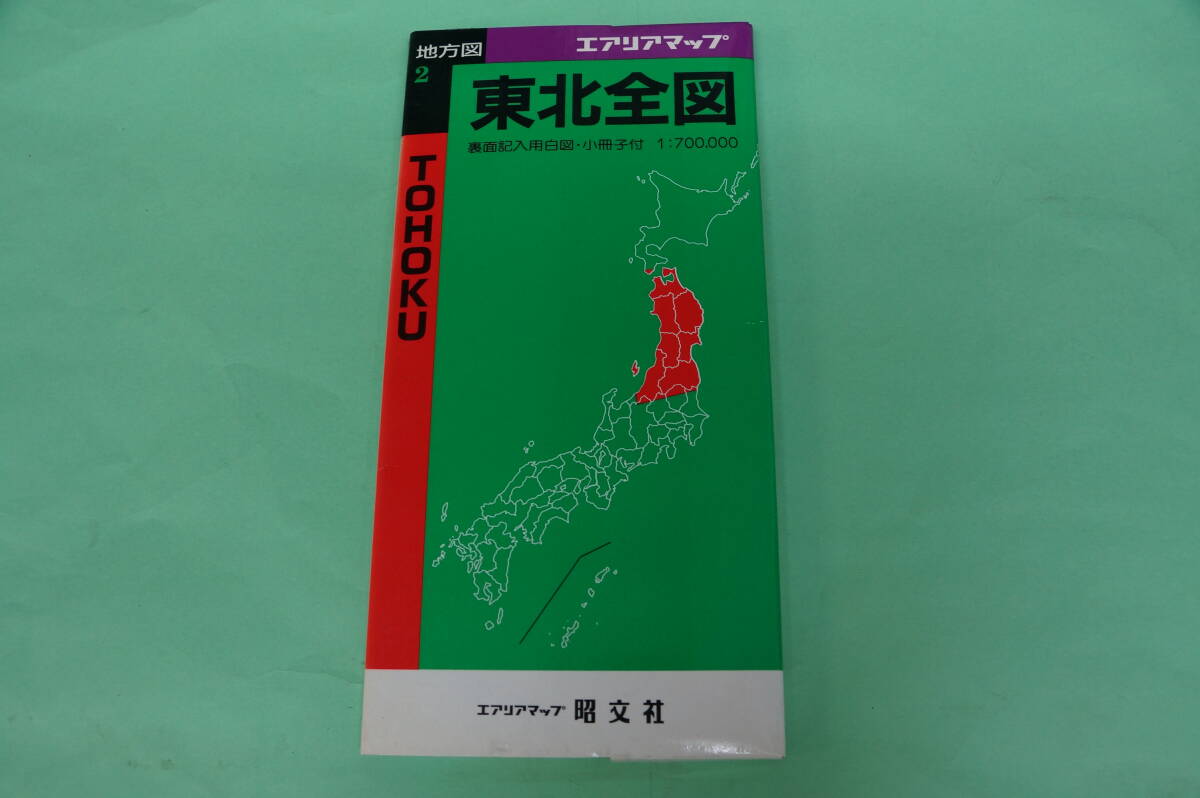 地方図
2
エアリアマップ
東北全図
裏面記入用白図・小冊子付 1:700.000
TOHOKU
エアリアマップ 昭文社